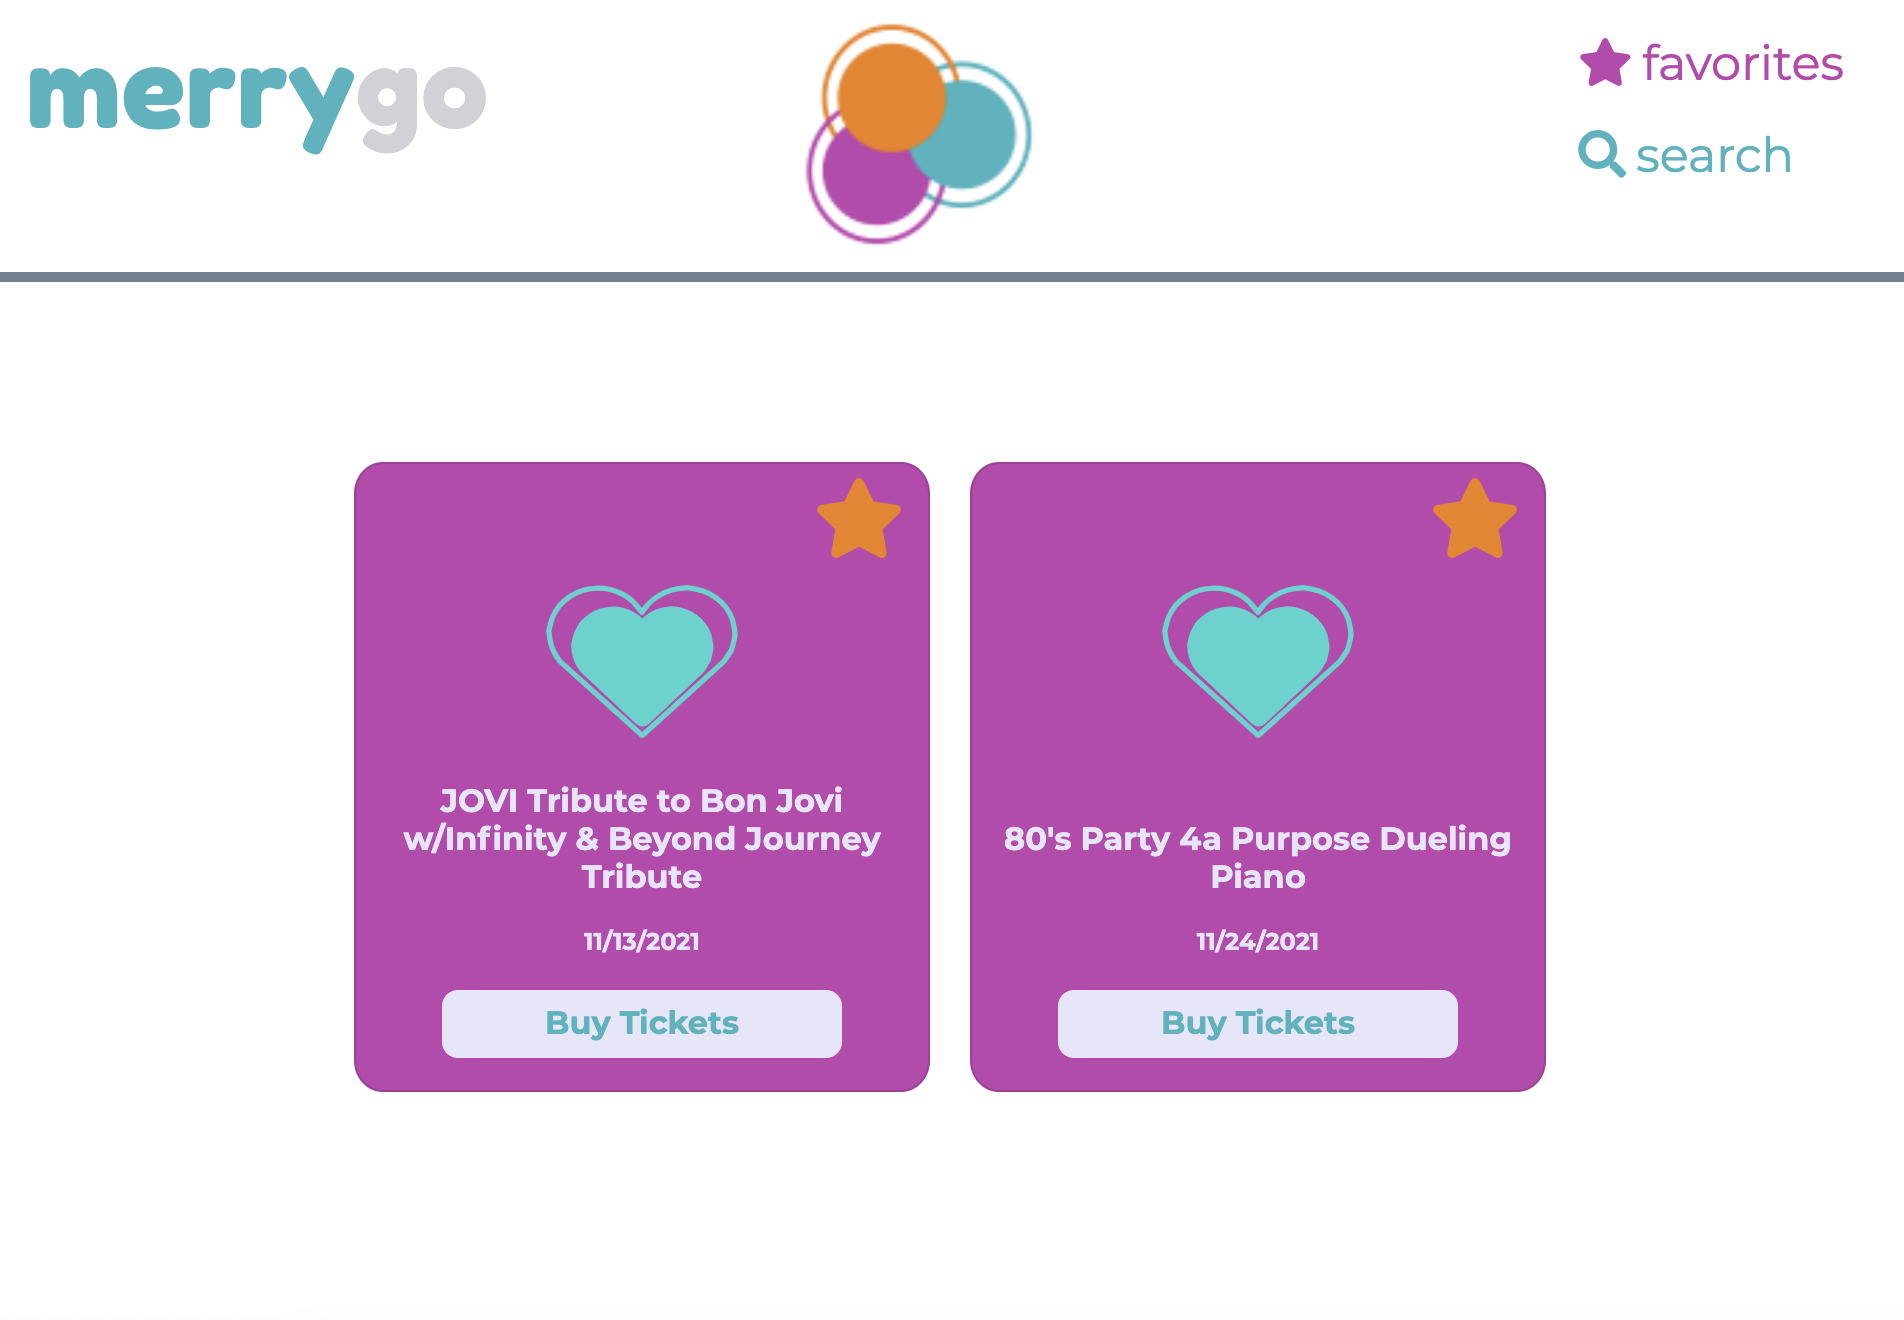 merrygo
favorites
search
JOVI Tribute to Bon Jovi
w/Infinity & Beyond Journey
Tribute
11/13/2021
Buy Tickets
80's Party 4a Purpose Dueling
Piano
11/24/2021
Buy Tickets